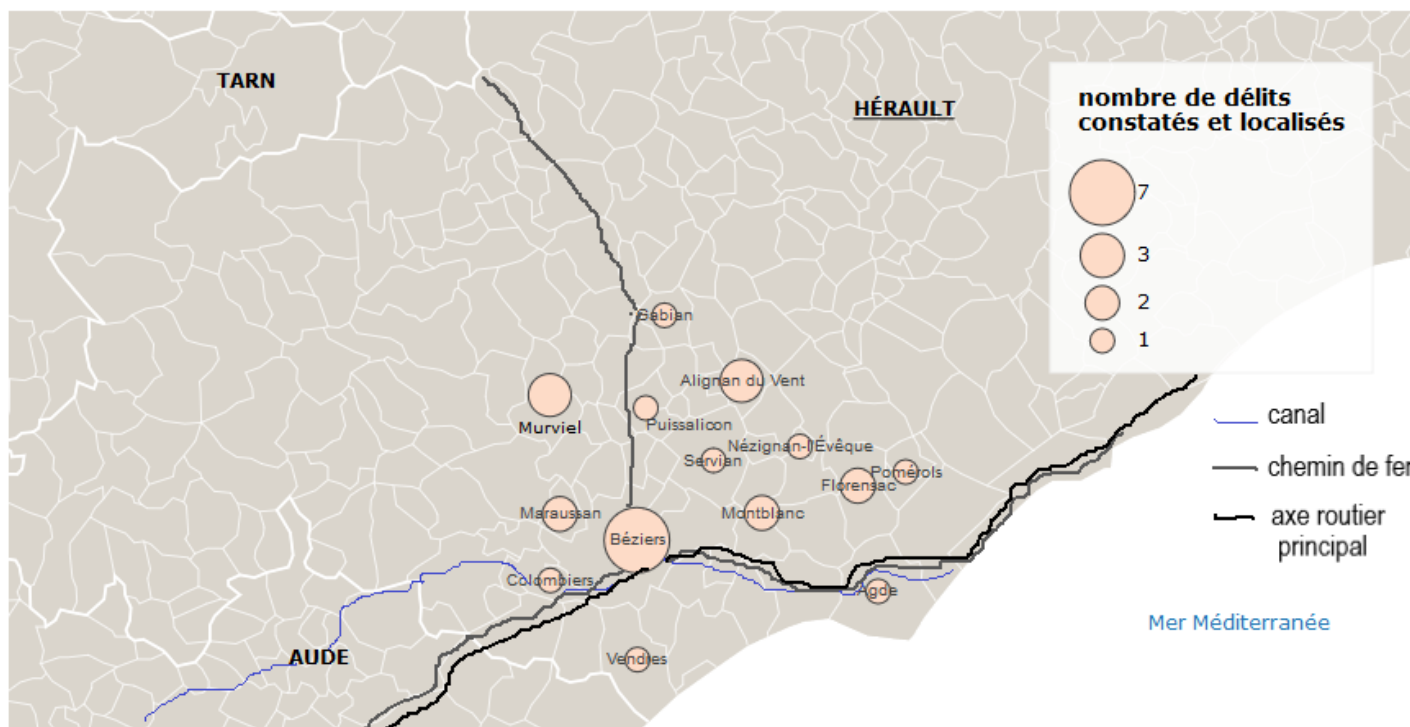 TARN
HÉRAULT
nombre de délits
constatés et localisés
7
3
2
1
Gabian
Alignan du Vent
Murviel
Puissalicon
Nézignan-l'Évêque
Servian
Pomérols
Florensac
Maraussan
Montblanc
Béziers
Colombiers
Agde
Vendres
AUDE
canal
chemin de fer
axe routier
principal
Mer Méditerranée